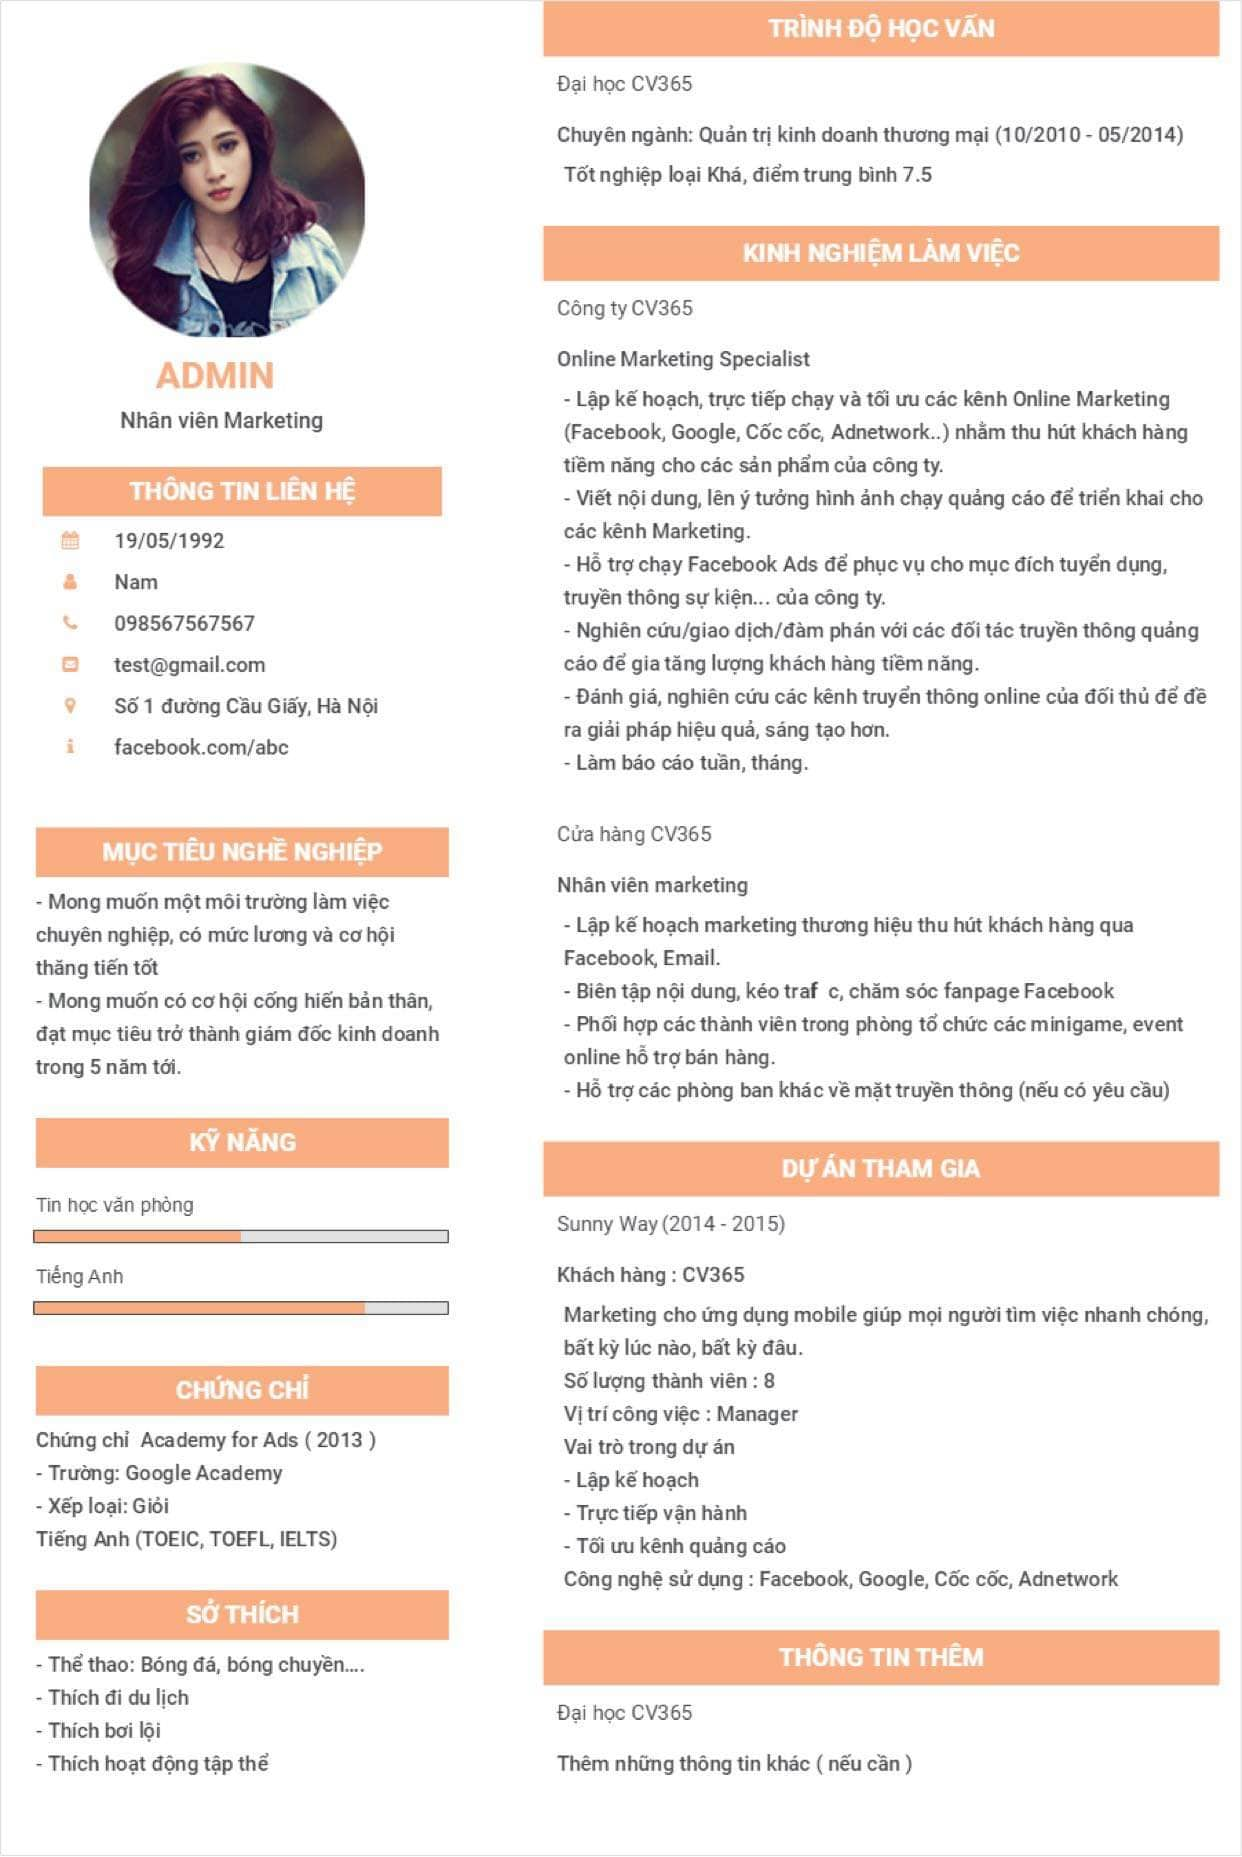 ADMIN
Nhân viên Marketing
THÔNG TIN LIÊN HỆ
19/05/1992
Nam
098567567567
test@gmail.com
Số 1 đường Cầu Giấy, Hà Nội
facebook.com/abc
MỤC TIÊU NGHỀ NGHIỆP
- Mong muốn một môi trường làm việc
chuyên nghiệp, có mức lương và cơ hội
thăng tiến tốt
- Mong muốn có cơ hội cống hiến bản thân,
đạt mục tiêu trở thành giám đốc kinh doanh
trong 5 năm tới.
KỸ NĂNG
Tin học văn phòng
Tiếng Anh
CHỨNG CHỈ
Chứng chỉ  Academy for Ads ( 2013 )
- Trường: Google Academy
- Xếp loại: Giỏi
Tiếng Anh (TOEIC, TOEFL, IELTS)
SỞ THÍCH
- Thể thao: Bóng đá, bóng chuyền....
- Thích đi du lịch
- Thích bơi lội
- Thích hoạt động tập thể
TRÌNH ĐỘ HỌC VẤN
Đại học CV365
Chuyên ngành: Quản trị kinh doanh thương mại (10/2010 - 05/2014)
Tốt nghiệp loại Khá, điểm trung bình 7.5
KINH NGHIỆM LÀM VIỆC
Công ty CV365
Online Marketing Specialist
- Lập kế hoạch, trực tiếp chạy và tối ưu các kênh Online Marketing
(Facebook, Google, Cốc cốc, Adnetwork..) nhằm thu hút khách hàng
tiềm năng cho các sản phẩm của công ty.
- Viết nội dung, lên ý tưởng hình ảnh chạy quảng cáo để triển khai cho
các kênh Marketing.
- Hỗ trợ chạy Facebook Ads để phục vụ cho mục đích tuyển dụng,
truyền thông sự kiện... của công ty.
- Nghiên cứu/giao dịch/đàm phán với các đối tác truyền thông quảng
cáo để gia tăng lượng khách hàng tiềm năng.
- Đánh giá, nghiên cứu các kênh truyển thông online của đối thủ để đề
ra giải pháp hiệu quả, sáng tạo hơn.
- Làm báo cáo tuần, tháng.
Cửa hàng CV365
Nhân viên marketing
- Lập kế hoạch marketing thương hiệu thu hút khách hàng qua
Facebook, Email.
- Biên tập nội dung, kéo traf  c, chăm sóc fanpage Facebook
- Phối hợp các thành viên trong phòng tổ chức các minigame, event
online hỗ trợ bán hàng.
- Hỗ trợ các phòng ban khác về mặt truyền thông (nếu có yêu cầu)
DỰ ÁN THAM GIA
Sunny Way (2014 - 2015)
Khách hàng : CV365
Marketing cho ứng dụng mobile giúp mọi người tìm việc nhanh chóng,
bất kỳ lúc nào, bất kỳ đâu.
Số lượng thành viên : 8
Vị trí công việc : Manager
Vai trò trong dự án
- Lập kế hoạch
- Trực tiếp vận hành
- Tối ưu kênh quảng cáo
Công nghệ sử dụng : Facebook, Google, Cốc cốc, Adnetwork
THÔNG TIN THÊM
Đại học CV365
Thêm những thông tin khác ( nếu cần )